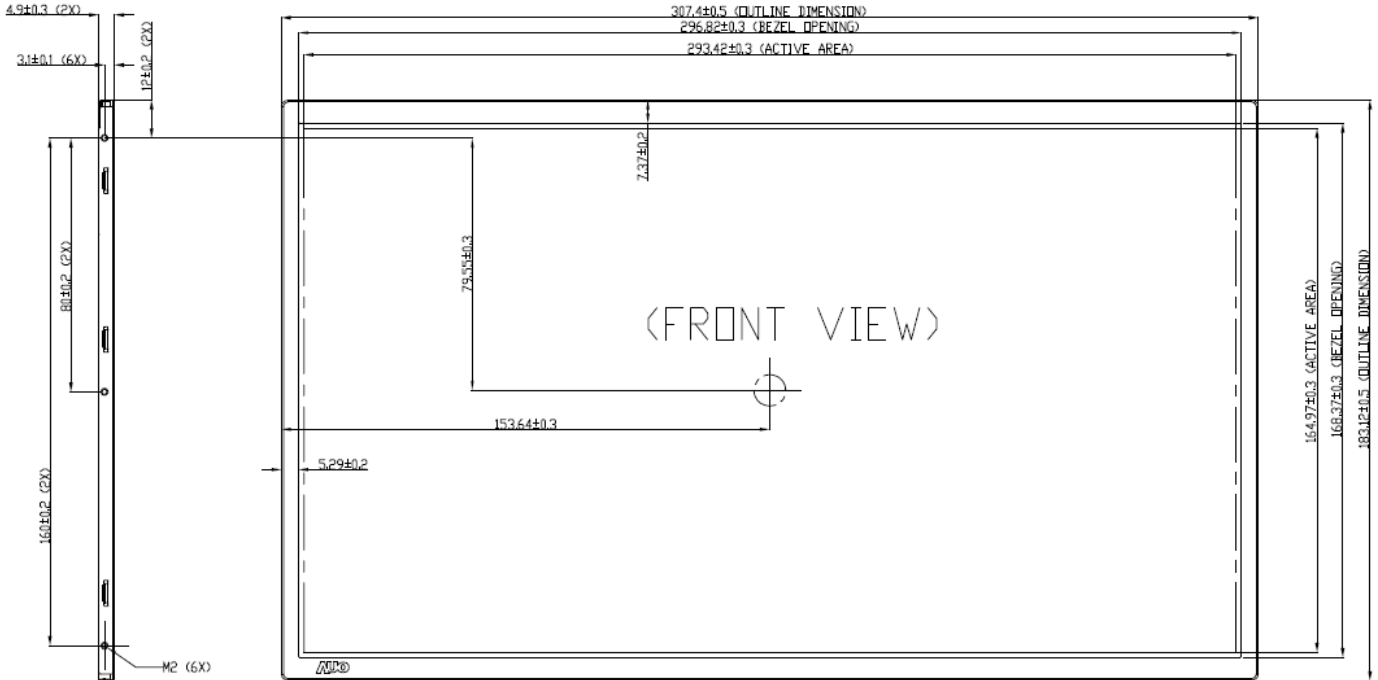 4.9±0.3 (2X)
307.4±0.5 (OUTLINE DIMENSION)
296.82±0.3 (BEZEL OPENING)
293.42±0.3 (ACTIVE AREA)
3.1±0.1 (6X)
12±0.2 (2X)
7.37±0.2
80±0.2 (2X)
79.55±0.3
(FRONT VIEW)
164.97±0.3 (ACTIVE AREA)
168.37±0.3 (BEZEL OPENING)
183.12±0.5 (OUTLINE DIMENSION)
153.64±0.3
5.29±0.2
160±0.2 (2X)
M2 (6X)
AUO